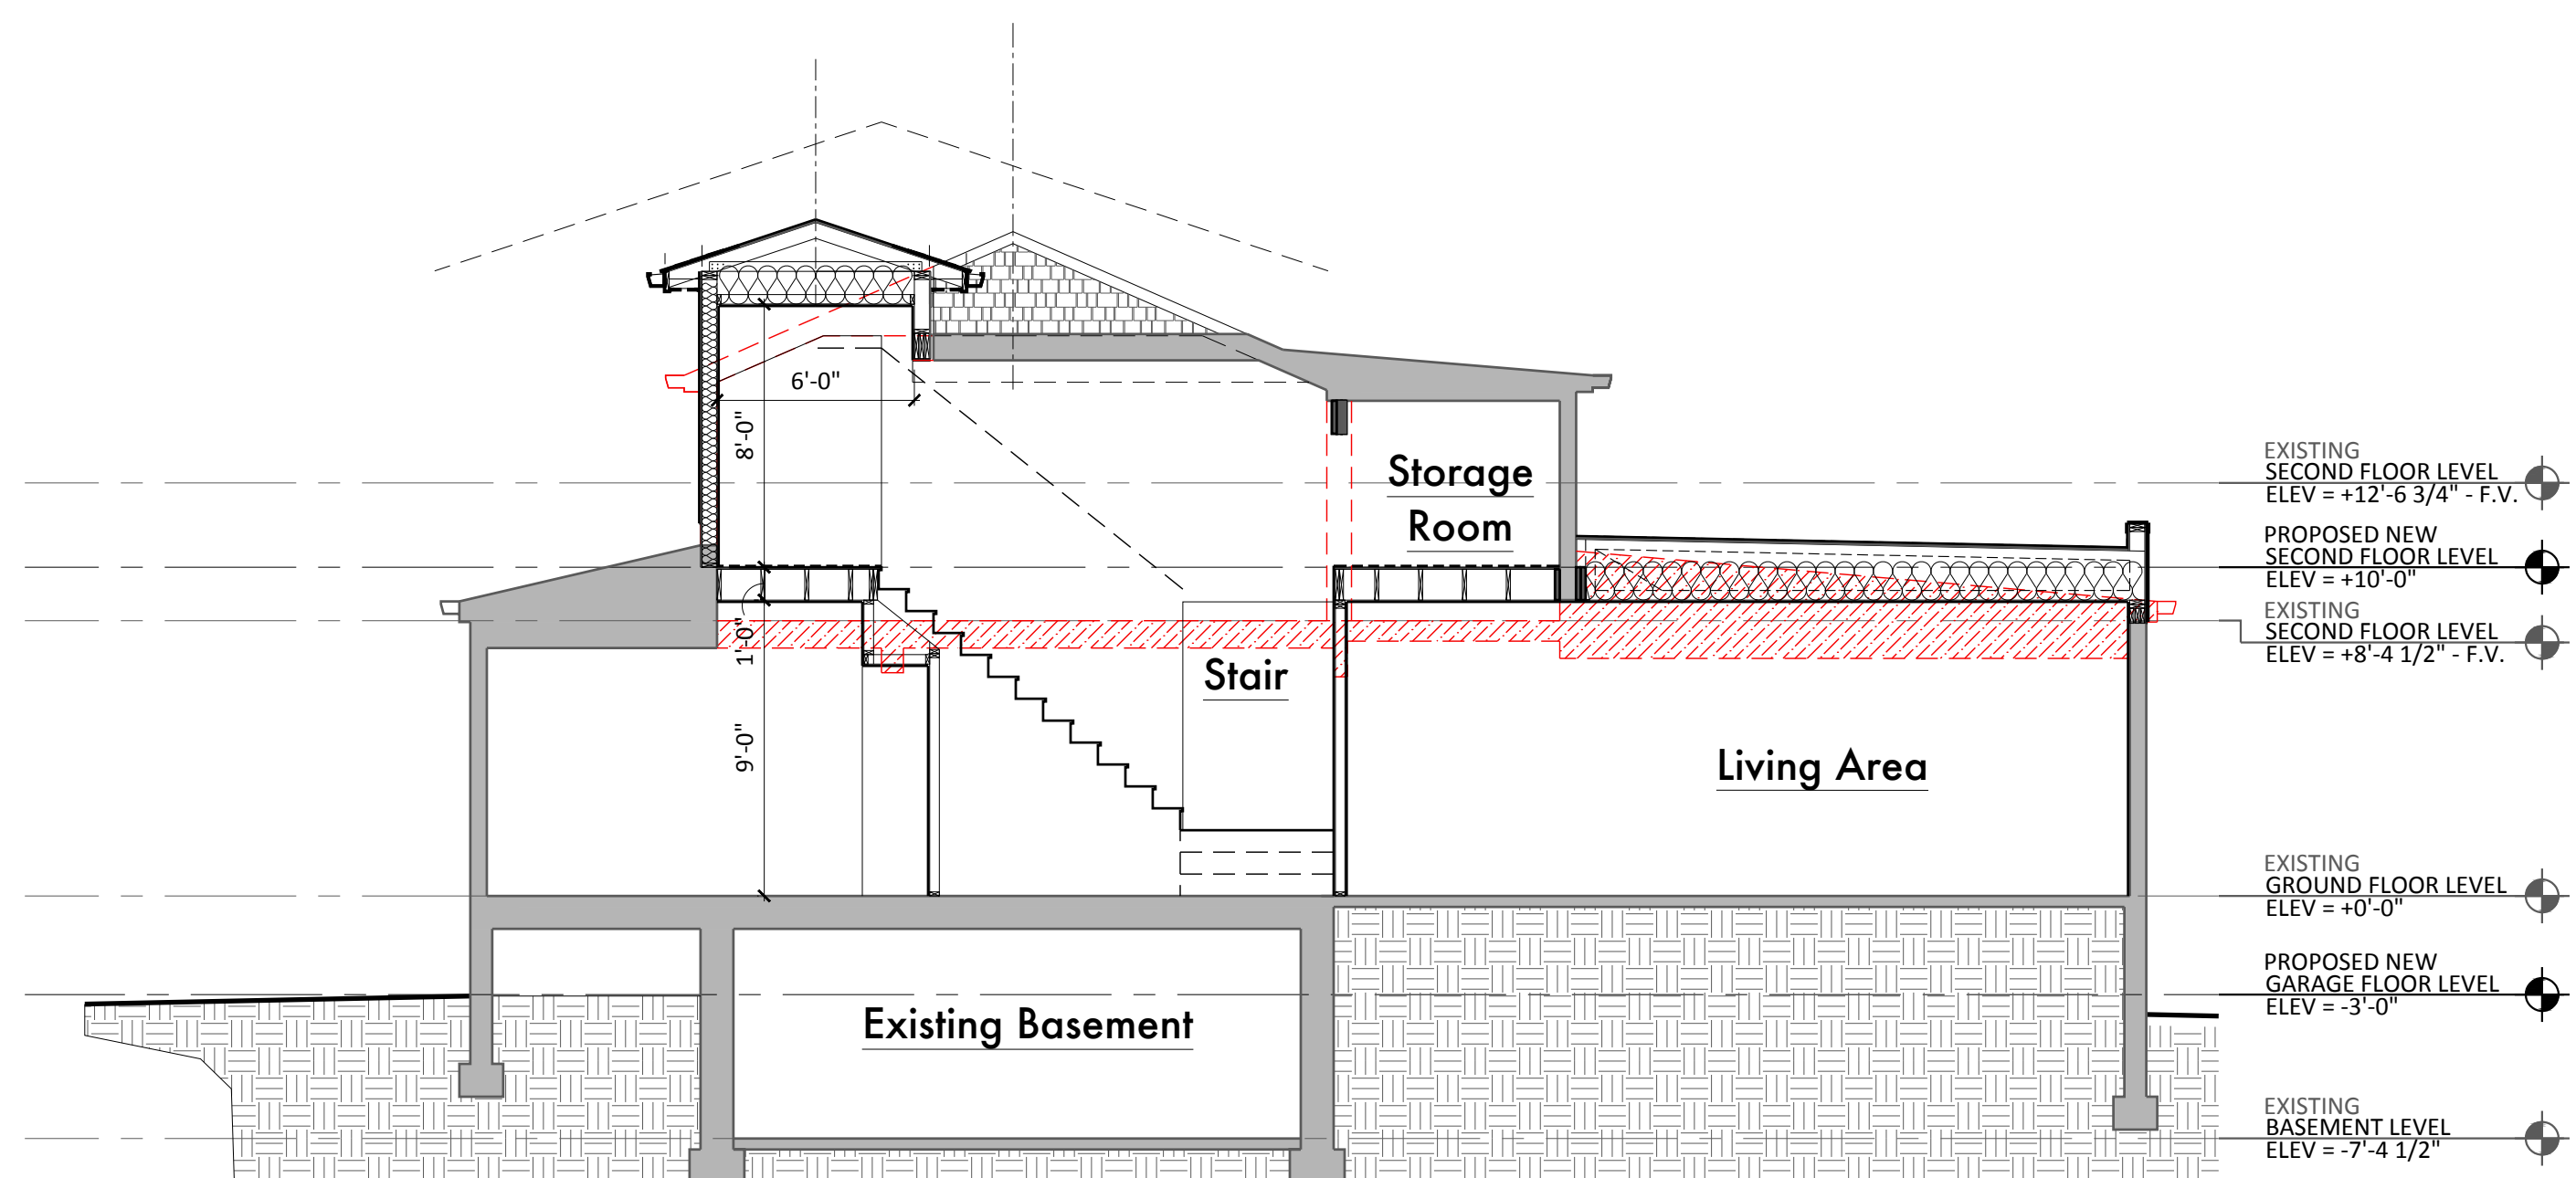 6'-0"
8'-0"
1'-0"
9'-0"
Storage
Room
Stair
Living Area
Existing Basement
EXISTING
SECOND FLOOR LEVEL
ELEV = +12'-6 3/4" - F.V.
PROPOSED NEW
SECOND FLOOR LEVEL
ELEV = +10'-0"
EXISTING
SECOND FLOOR LEVEL
ELEV = +8'-4 1/2" - F.V.
EXISTING
GROUND FLOOR LEVEL
ELEV = +0'-0"
PROPOSED NEW
GARAGE FLOOR LEVEL
ELEV = -3'-0"
EXISTING
BASEMENT LEVEL
ELEV = -7'-4 1/2"